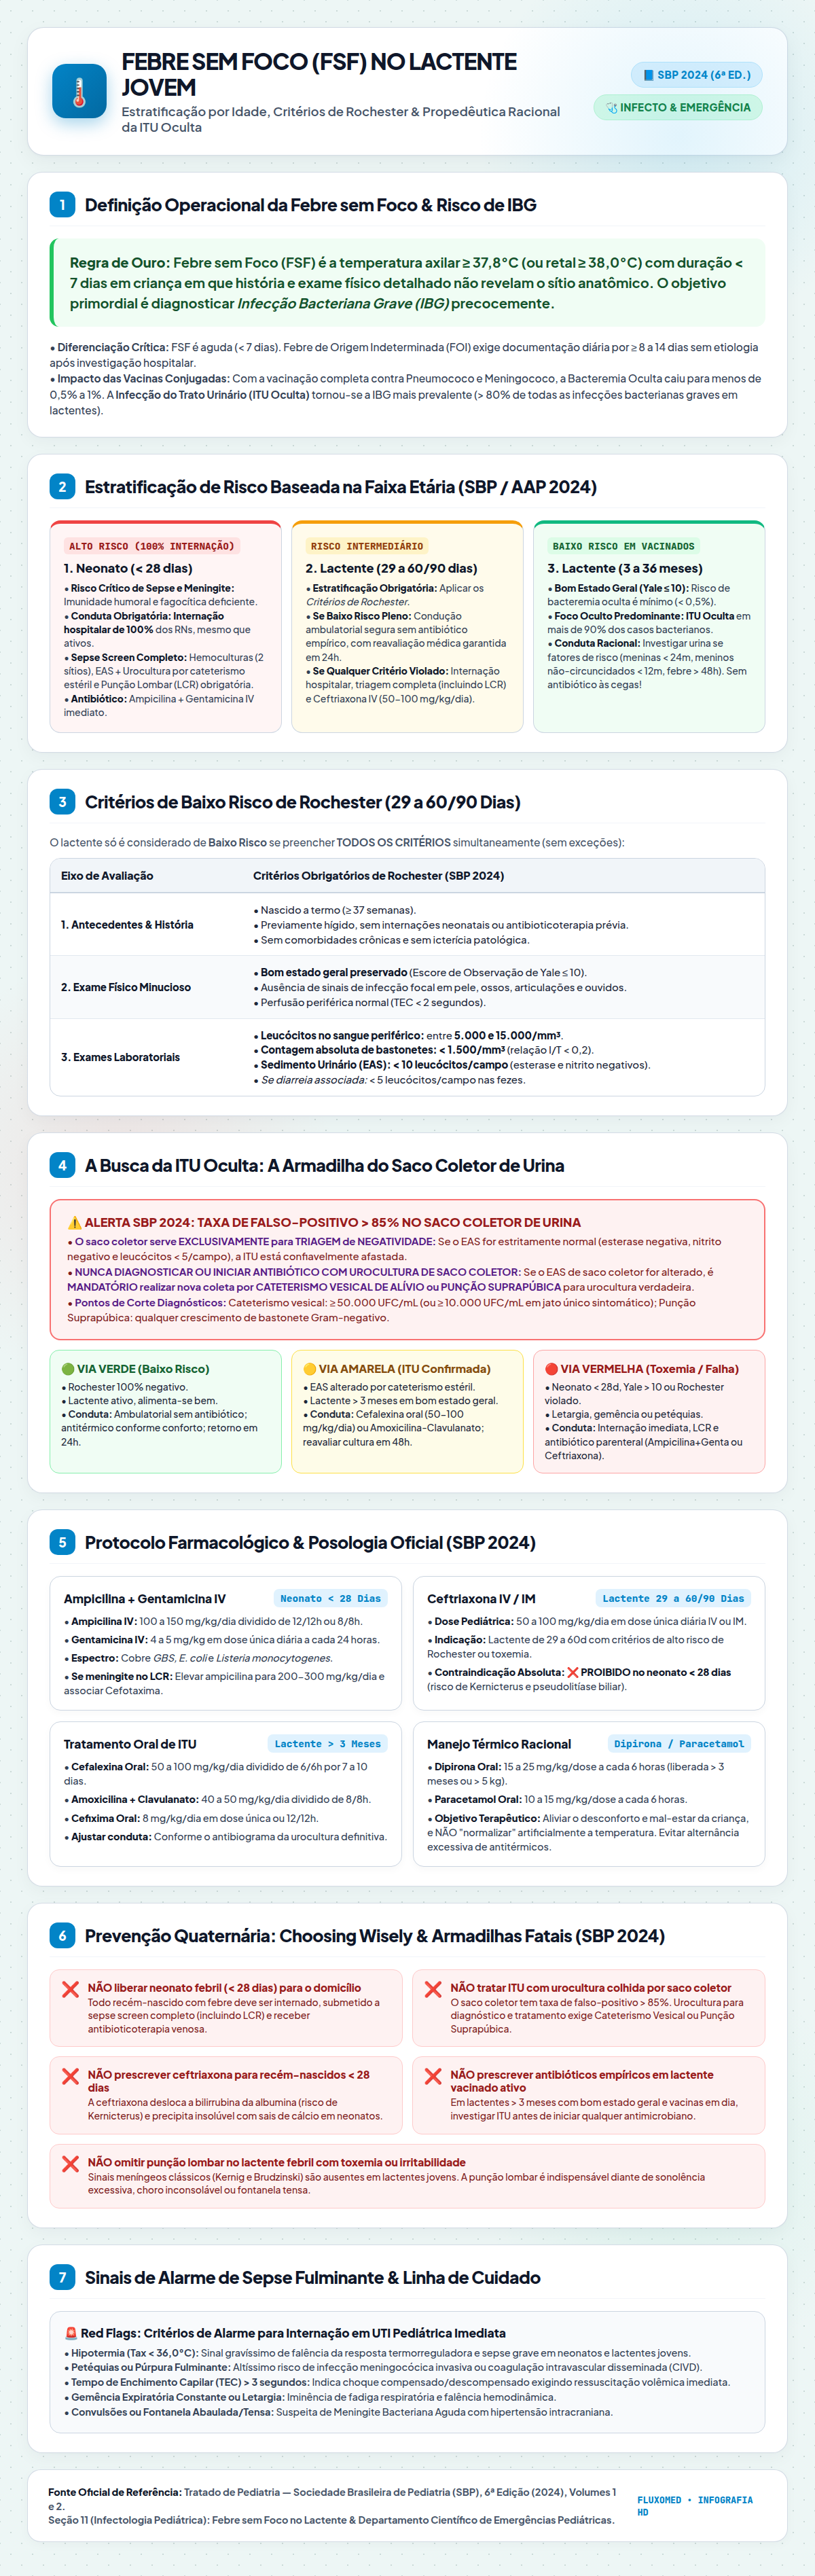 FEBRE SEM FOCO (FSF) NO LACTENTE
JOVEM
Estratificação por Idade, Critérios de Rochester & Propedêutica Racional
da ITU Oculta
📘 SBP 2024 (6ª ED.)
🩺 INFECTO & EMERGÊNCIA
1 Definição Operacional da Febre sem Foco & Risco de IBG
Regra de Ouro: Febre sem Foco (FSF) é a temperatura axilar ≥ 37,8°C (ou retal ≥ 38,0°C) com duração <
7 dias em criança em que história e exame físico detalhado não revelam o sítio anatômico. O objetivo
primordial é diagnosticar Infecção Bacteriana Grave (IBG) precocemente.
• Diferenciação Crítica: FSF é aguda (< 7 dias). Febre de Origem Indeterminada (FOI) exige documentação diária por ≥ 8 a 14 dias sem etiologia
após investigação hospitalar.
• Impacto das Vacinas Conjugadas: Com a vacinação completa contra Pneumococo e Meningococo, a Bacteremia Oculta caiu para menos de
0,5% a 1%. A Infecção do Trato Urinário (ITU Oculta) tornou-se a IBG mais prevalente (> 80% de todas as infecções bacterianas graves em
lactentes).
2 Estratificação de Risco Baseada na Faixa Etária (SBP / AAP 2024)
ALTO RISCO (100% INTERNAÇÃO)
1. Neonato (< 28 dias)
• Risco Crítico de Sepse e Meningite:
Imunidade humoral e fagocítica deficiente.
• Conduta Obrigatória: Internação
hospitalar de 100% dos RNs, mesmo que
ativos.
• Sepse Screen Completo: Hemoculturas (2
sítios), EAS + Urocultura por cateterismo
estéril e Punção Lombar (LCR) obrigatória.
• Antibiótico: Ampicilina + Gentamicina IV
imediato.
RISCO INTERMEDIÁRIO
2. Lactente (29 a 60/90 dias)
• Estratificação Obrigatória: Aplicar os
Critérios de Rochester.
• Se Baixo Risco Pleno: Condução
ambulatorial segura sem antibiótico
empírico, com reavaliação médica garantida
em 24h.
• Se Qualquer Critério Violado: Internação
hospitalar, triagem completa (incluindo LCR)
e Ceftriaxona IV (50-100 mg/kg/dia).
BAIXO RISCO EM VACINADOS
3. Lactente (3 a 36 meses)
• Bom Estado Geral (Yale ≤ 10): Risco de
bacteremia oculta é mínimo (< 0,5%).
• Foco Oculto Predominante: ITU Oculta em
mais de 90% dos casos bacterianos.
• Conduta Racional: Investigar urina se
fatores de risco (meninas < 24m, meninos
não-circuncidados < 12m, febre > 48h). Sem
antibiótico às cegas!
3 Critérios de Baixo Risco de Rochester (29 a 60/90 Dias)
O lactente só é considerado de Baixo Risco se preencher TODOS OS CRITÉRIOS simultaneamente (sem exceções):
Eixo de Avaliação Critérios Obrigatórios de Rochester (SBP 2024)
1. Antecedentes & História
• Nascido a termo (≥ 37 semanas).
• Previamente hígido, sem internações neonatais ou antibioticoterapia prévia.
• Sem comorbidades crônicas e sem icterícia patológica.
2. Exame Físico Minucioso
• Bom estado geral preservado (Escore de Observação de Yale ≤ 10).
• Ausência de sinais de infecção focal em pele, ossos, articulações e ouvidos.
• Perfusão periférica normal (TEC < 2 segundos).
3. Exames Laboratoriais
• Leucócitos no sangue periférico: entre 5.000 e 15.000/mm³.
• Contagem absoluta de bastonetes: < 1.500/mm³ (relação I/T < 0,2).
• Sedimento Urinário (EAS): < 10 leucócitos/campo (esterase e nitrito negativos).
• Se diarreia associada: < 5 leucócitos/campo nas fezes.
4 A Busca da ITU Oculta: A Armadilha do Saco Coletor de Urina
⚠️ ALERTA SBP 2024: TAXA DE FALSO-POSITIVO > 85% NO SACO COLETOR DE URINA
• O saco coletor serve EXCLUSIVAMENTE para TRIAGEM de NEGATIVIDADE: Se o EAS for estritamente normal (esterase negativa, nitrito
negativo e leucócitos < 5/campo), a ITU está confiavelmente afastada.
• NUNCA DIAGNOSTICAR OU INICIAR ANTIBIÓTICO COM UROCULTURA DE SACO COLETOR: Se o EAS de saco coletor for alterado, é
MANDATÓRIO realizar nova coleta por CATETERISMO VESICAL DE ALÍVIO ou PUNÇÃO SUPRAPÚBICA para urocultura verdadeira.
• Pontos de Corte Diagnósticos: Cateterismo vesical: ≥ 50.000 UFC/mL (ou ≥ 10.000 UFC/mL em jato único sintomático); Punção
Suprapúbica: qualquer crescimento de bastonete Gram-negativo.
🟢 VIA VERDE (Baixo Risco)
• Rochester 100% negativo.
• Lactente ativo, alimenta-se bem.
• Conduta: Ambulatorial sem antibiótico;
antitérmico conforme conforto; retorno em
24h.
🟡 VIA AMARELA (ITU Confirmada)
• EAS alterado por cateterismo estéril.
• Lactente > 3 meses em bom estado geral.
• Conduta: Cefalexina oral (50-100
mg/kg/dia) ou Amoxicilina-Clavulanato;
reavaliar cultura em 48h.
🔴 VIA VERMELHA (Toxemia / Falha)
• Neonato < 28d, Yale > 10 ou Rochester
violado.
• Letargia, gemência ou petéquias.
• Conduta: Internação imediata, LCR e
antibiótico parenteral (Ampicilina+Genta ou
Ceftriaxona).
5 Protocolo Farmacológico & Posologia Oficial (SBP 2024)
Ampicilina + Gentamicina IV Neonato < 28 Dias
• Ampicilina IV: 100 a 150 mg/kg/dia dividido de 12/12h ou 8/8h.
• Gentamicina IV: 4 a 5 mg/kg em dose única diária a cada 24 horas.
• Espectro: Cobre GBS, E. coli e Listeria monocytogenes.
• Se meningite no LCR: Elevar ampicilina para 200-300 mg/kg/dia e
associar Cefotaxima.
Ceftriaxona IV / IM Lactente 29 a 60/90 Dias
• Dose Pediátrica: 50 a 100 mg/kg/dia em dose única diária IV ou IM.
• Indicação: Lactente de 29 a 60d com critérios de alto risco de
Rochester ou toxemia.
• Contraindicação Absoluta: ❌ PROIBIDO no neonato < 28 dias
(risco de Kernicterus e pseudolitíase biliar).
Tratamento Oral de ITU Lactente > 3 Meses
• Cefalexina Oral: 50 a 100 mg/kg/dia dividido de 6/6h por 7 a 10
dias.
• Amoxicilina + Clavulanato: 40 a 50 mg/kg/dia dividido de 8/8h.
• Cefixima Oral: 8 mg/kg/dia em dose única ou 12/12h.
• Ajustar conduta: Conforme o antibiograma da urocultura definitiva.
Manejo Térmico Racional Dipirona / Paracetamol
• Dipirona Oral: 15 a 25 mg/kg/dose a cada 6 horas (liberada > 3
meses ou > 5 kg).
• Paracetamol Oral: 10 a 15 mg/kg/dose a cada 6 horas.
• Objetivo Terapêutico: Aliviar o desconforto e mal-estar da criança,
e NÃO "normalizar" artificialmente a temperatura. Evitar alternância
excessiva de antitérmicos.
6 Prevenção Quaternária: Choosing Wisely & Armadilhas Fatais (SBP 2024)
❌ NÃO liberar neonato febril (< 28 dias) para o domicílio
Todo recém-nascido com febre deve ser internado, submetido a
sepse screen completo (incluindo LCR) e receber
antibioticoterapia venosa.
❌ NÃO tratar ITU com urocultura colhida por saco coletor
O saco coletor tem taxa de falso-positivo > 85%. Urocultura para
diagnóstico e tratamento exige Cateterismo Vesical ou Punção
Suprapúbica.
❌ NÃO prescrever ceftriaxona para recém-nascidos < 28
dias
A ceftriaxona desloca a bilirrubina da albumina (risco de
Kernicterus) e precipita insolúvel com sais de cálcio em neonatos.
❌ NÃO prescrever antibióticos empíricos em lactente
vacinado ativo
Em lactentes > 3 meses com bom estado geral e vacinas em dia,
investigar ITU antes de iniciar qualquer antimicrobiano.
❌ NÃO omitir punção lombar no lactente febril com toxemia ou irritabilidade
Sinais meníngeos clássicos (Kernig e Brudzinski) são ausentes em lactentes jovens. A punção lombar é indispensável diante de sonolência
excessiva, choro inconsolável ou fontanela tensa.
7 Sinais de Alarme de Sepse Fulminante & Linha de Cuidado
🚨 Red Flags: Critérios de Alarme para Internação em UTI Pediátrica Imediata
• Hipotermia (Tax < 36,0°C): Sinal gravíssimo de falência da resposta termorreguladora e sepse grave em neonatos e lactentes jovens.
• Petéquias ou Púrpura Fulminante: Altíssimo risco de infecção meningocócica invasiva ou coagulação intravascular disseminada (CIVD).
• Tempo de Enchimento Capilar (TEC) > 3 segundos: Indica choque compensado/descompensado exigindo ressuscitação volêmica imediata.
• Gemência Expiratória Constante ou Letargia: Iminência de fadiga respiratória e falência hemodinâmica.
• Convulsões ou Fontanela Abaulada/Tensa: Suspeita de Meningite Bacteriana Aguda com hipertensão intracraniana.
Fonte Oficial de Referência: Tratado de Pediatria — Sociedade Brasileira de Pediatria (SBP), 6ª Edição (2024), Volumes 1
e 2.
Seção 11 (Infectologia Pediátrica): Febre sem Foco no Lactente & Departamento Científico de Emergências Pediátricas.
FLUXOMED • INFOGRAFIA
HD